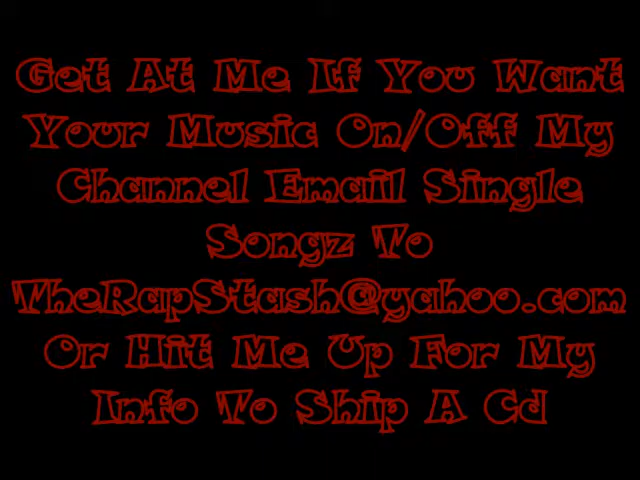 Get At Me If You Want
Your Music On/Off My
Channel Email Single
Songz To
TheRapStash@yahoo.com
Or Hit Me Up For My
Info To Ship A Cd